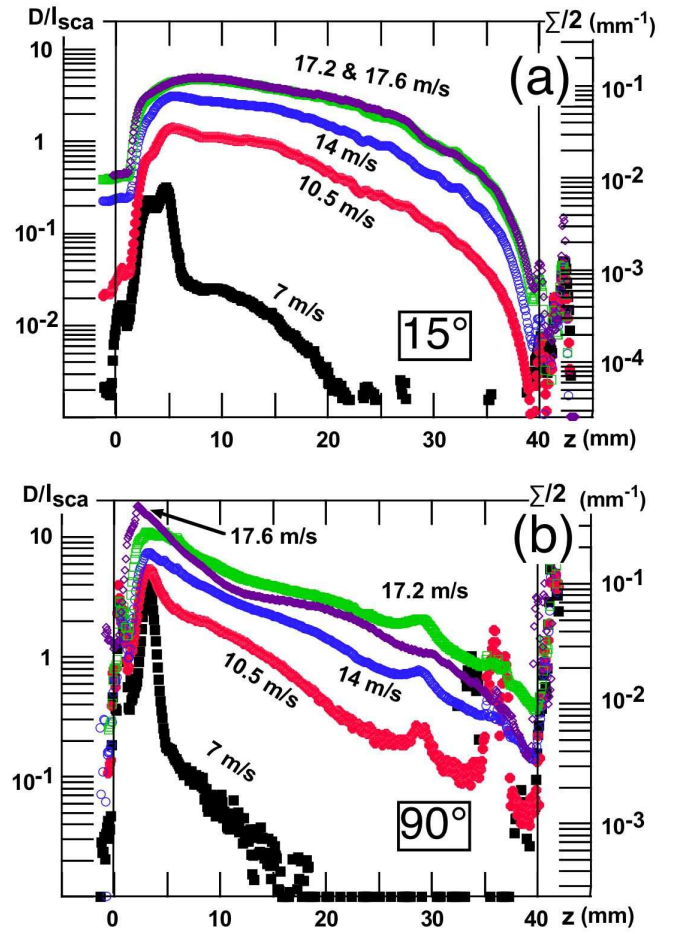 D/Isca Σ/2 (mm⁻¹)
10 17.2 & 17.6 m/s (a) 10⁻¹
1 14 m/s 10⁻²
10.5 m/s
10⁻¹ 10⁻³
7 m/s
10⁻² 15° 10⁻⁴
0 10 20 30 40 z (mm)
D/Isca Σ/2 (mm⁻¹)
10 17.6 m/s (b)
17.2 m/s 10⁻¹
1 10.5 m/s 14 m/s 10⁻²
7 m/s
10⁻¹ 90° 10⁻³
0 10 20 30 40 z (mm)